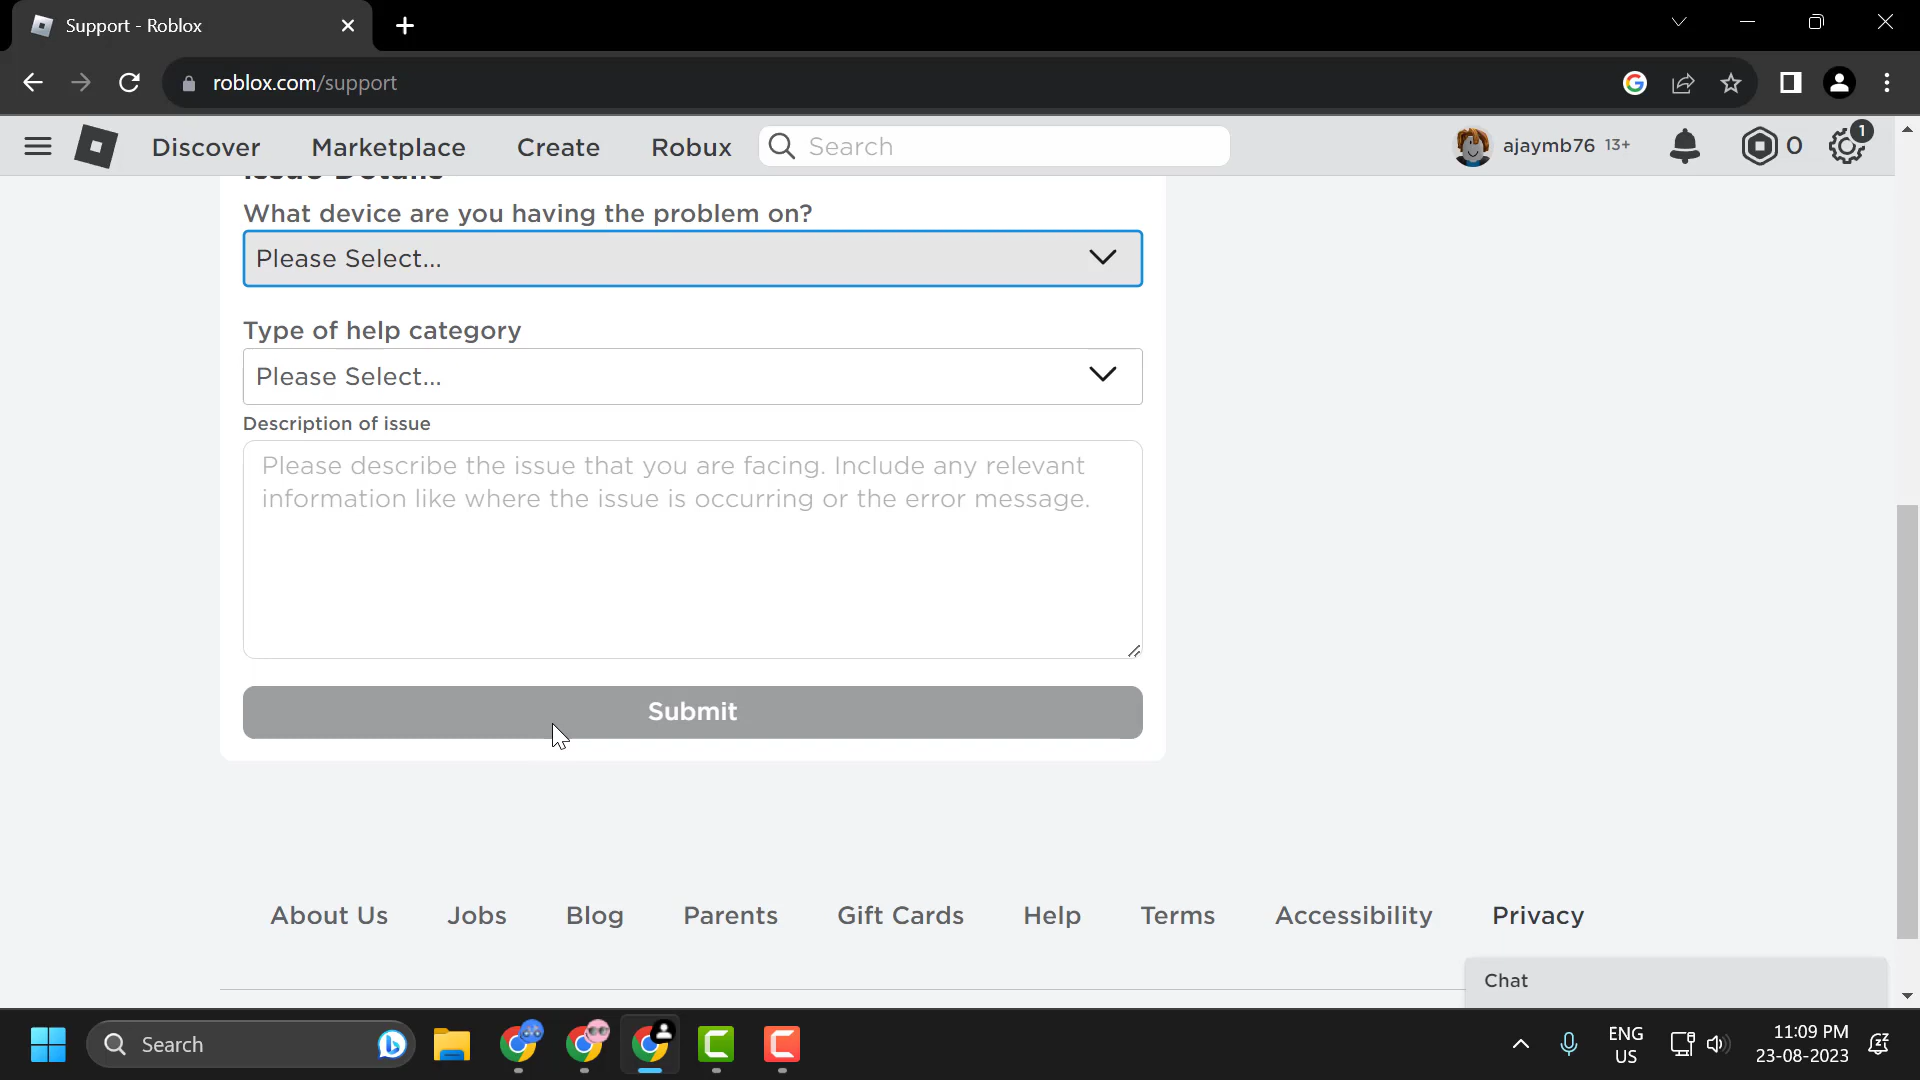 Support - Roblox
roblox.com/support
Discover Marketplace Create Robux Search ajaymb76 13+ 0 1
Issue Details
What device are you having the problem on?
Please Select...
Type of help category
Please Select...
Description of issue
Please describe the issue that you are facing. Include any relevant
information like where the issue is occurring or the error message.
Submit
About Us Jobs Blog Parents Gift Cards Help Terms Accessibility Privacy
Chat
Search
ENG
US
11:09 PM
23-08-2023